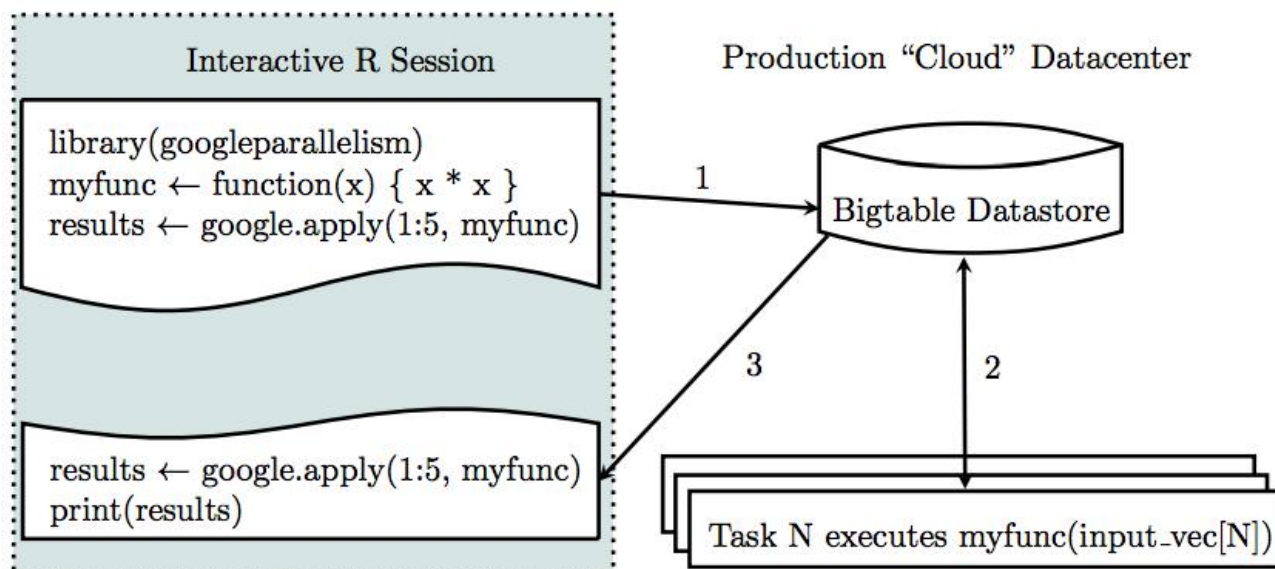 Interactive R Session
library(googleparallelism)
myfunc ← function(x) { x * x }
results ← google.apply(1:5, myfunc)
results ← google.apply(1:5, myfunc)
print(results)
Production “Cloud” Datacenter
1
Bigtable Datastore
3
2
Task N executes myfunc(input_vec[N])